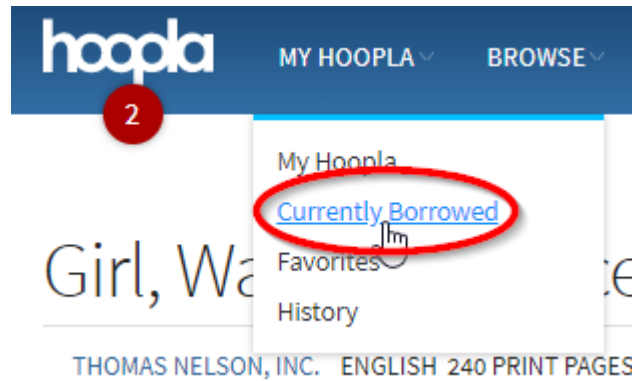 hoopla MY HOOPLA BROWSE
2
My Hoopla
Currently Borrowed
Favorites
History
Girl,
THOMAS NELSON, INC. ENGLISH 240 PRINT PAGES